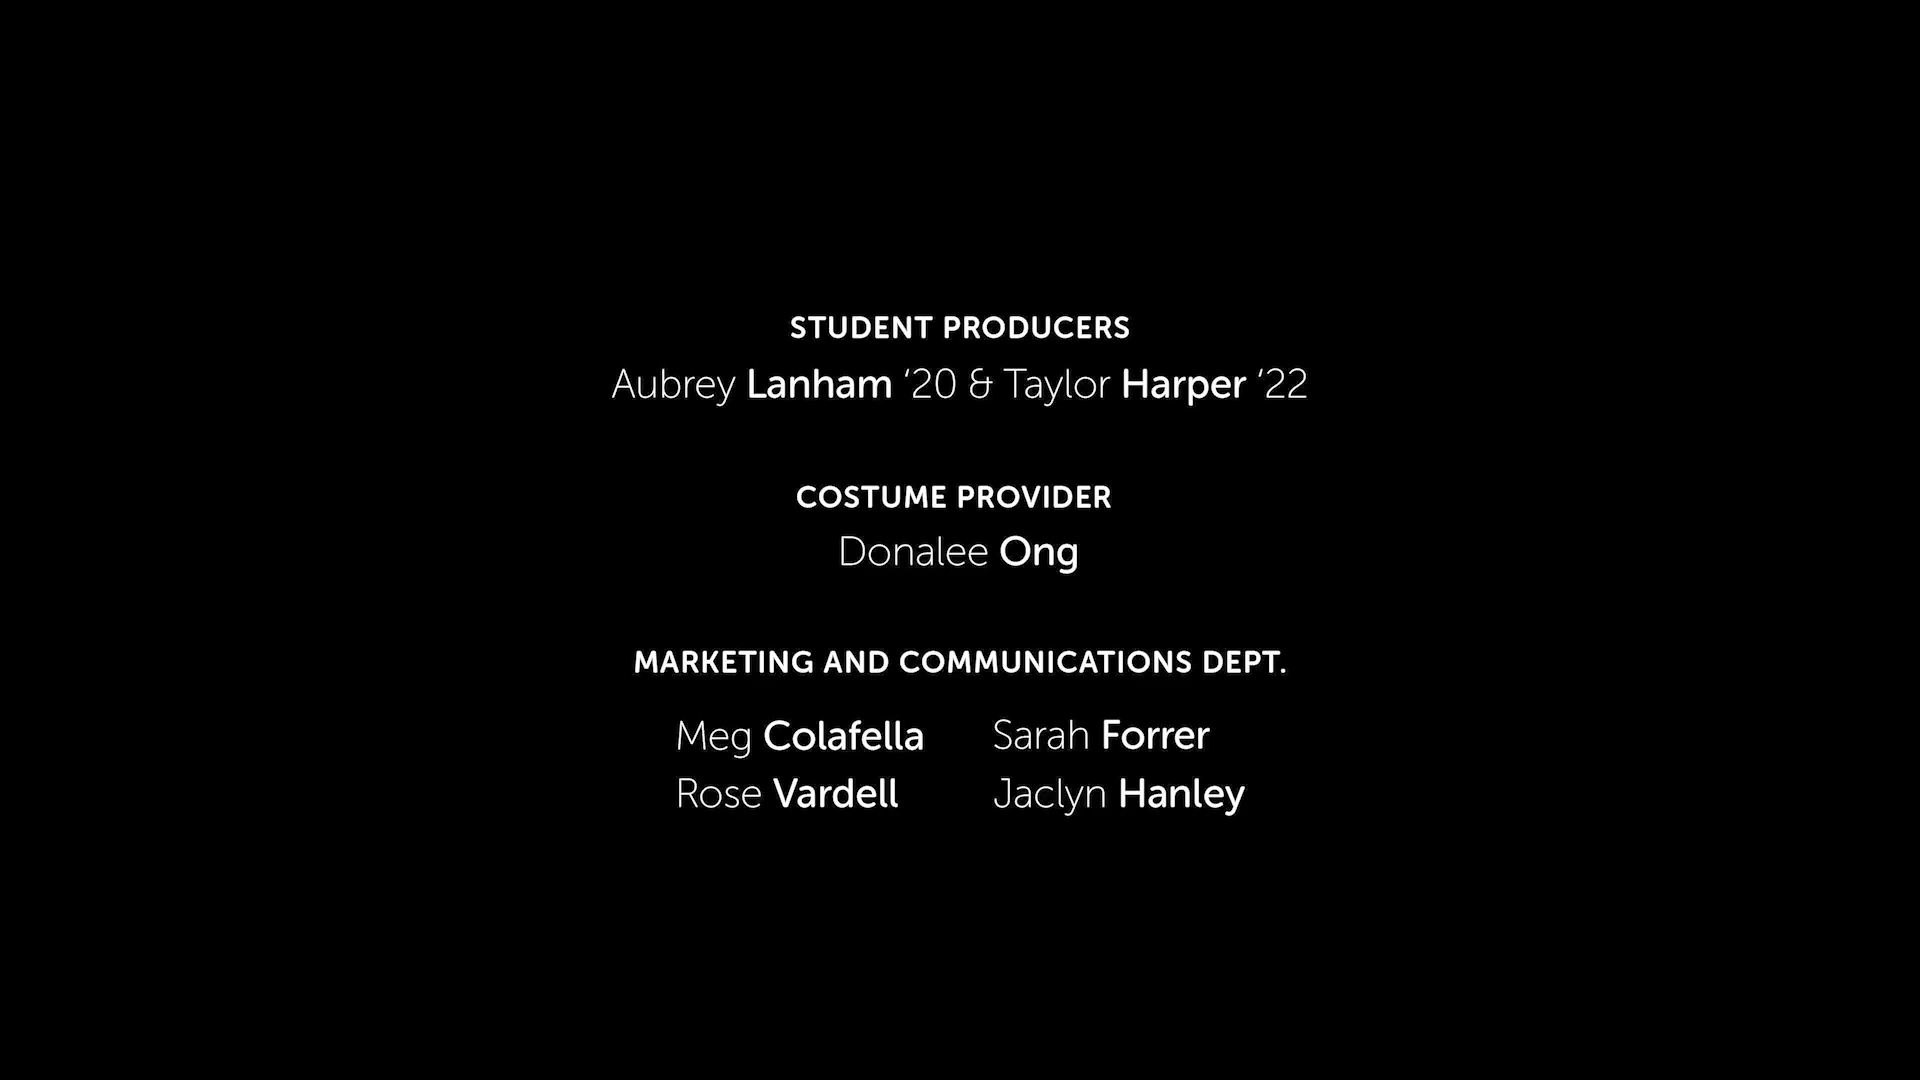 STUDENT PRODUCERS
Aubrey Lanham ‘20 & Taylor Harper ‘22
COSTUME PROVIDER
Donalee Ong
MARKETING AND COMMUNICATIONS DEPT.
Meg Colafella Sarah Forrer
Rose Vardell Jaclyn Hanley